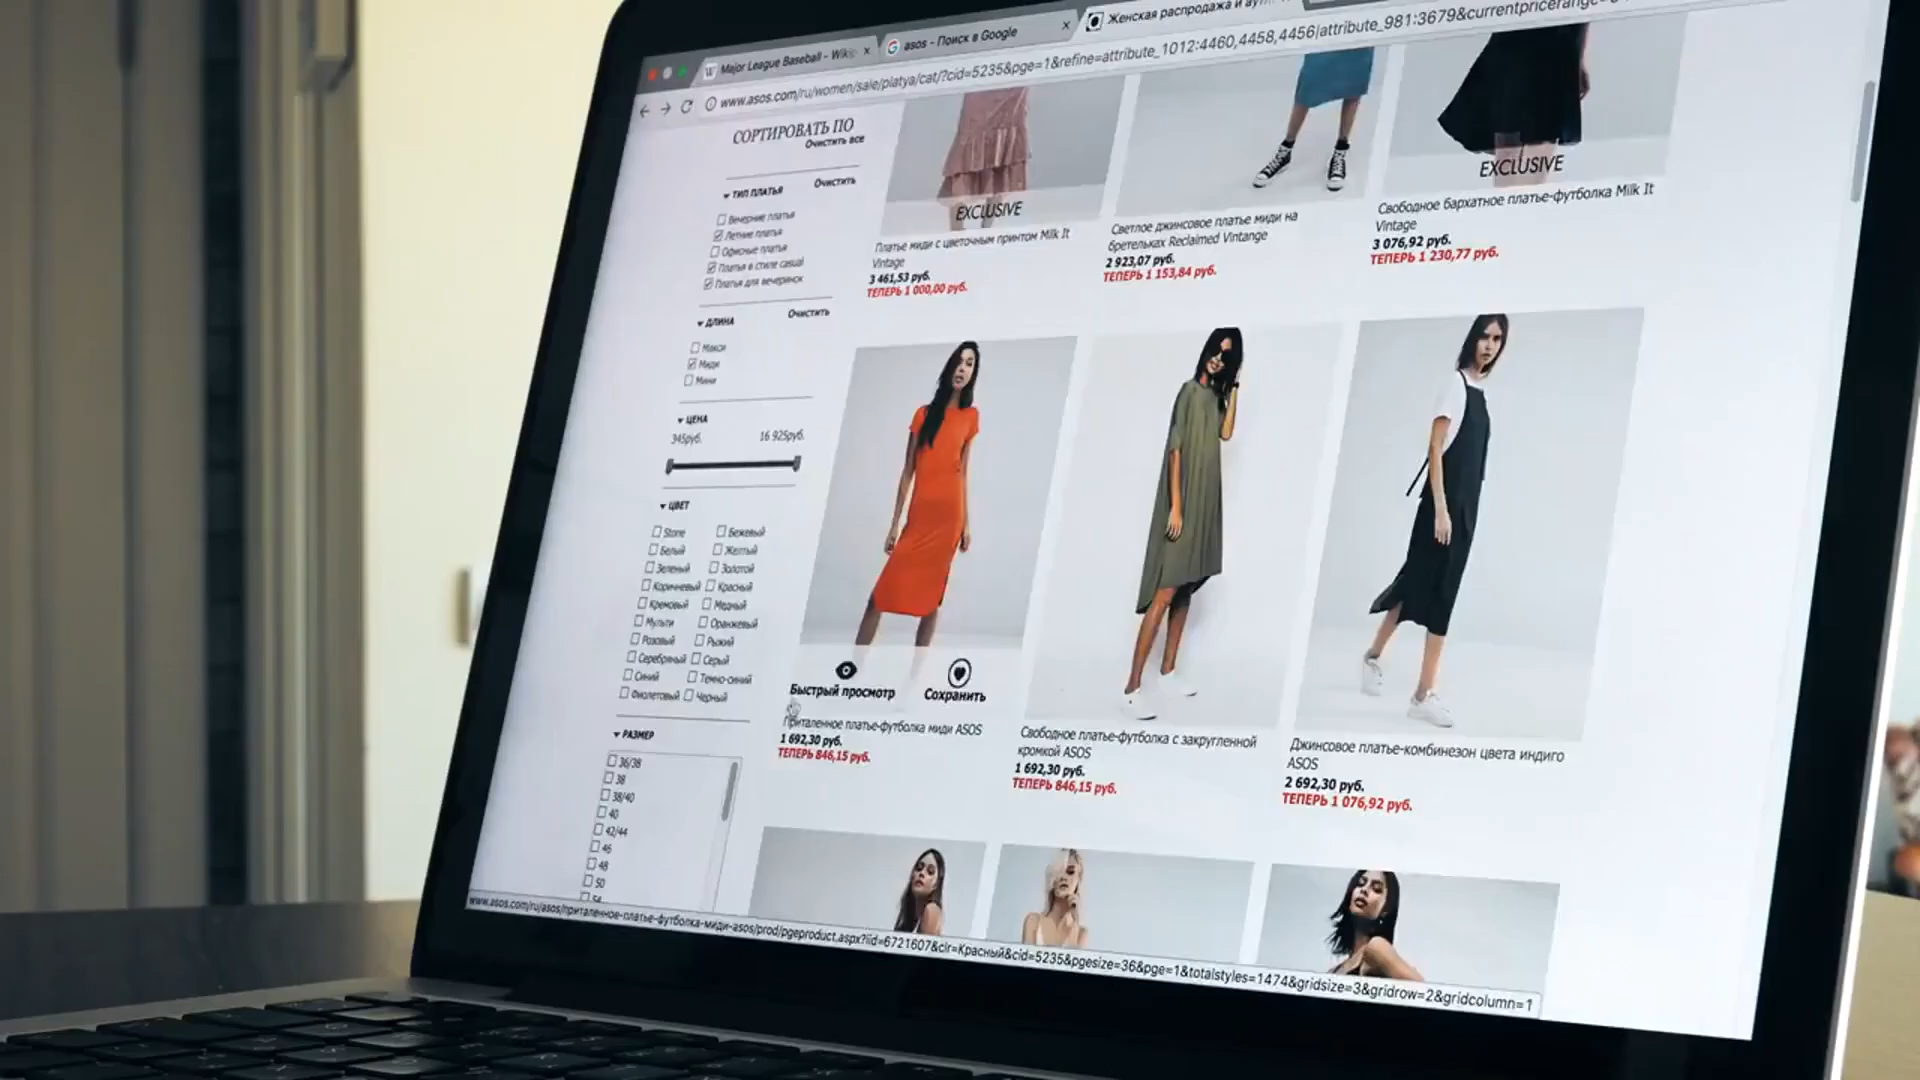 Major League Baseball - Wikip
asos - Поиск в Google
Женская распродажа и аут
www.asos.com/ru/women/sale/platya/cat/?cid=5235&pge=1&refine=attribute_1012:4460,4458,4456|attribute_981:3679&currentpricerange=
СОРТИРОВАТЬ ПО
Очистить все
ТИП ПЛАТЬЯ
Очистить
Вечерние платья
Летние платья
Офисные платья
Платья в стиле casual
Платья для вечеринок
ДЛИНА
Очистить
Макси
Миди
Мини
ЦЕНА
345руб.
16 925руб.
ЦВЕТ
Stone
Бежевый
Белый
Желтый
Зеленый
Золотой
Коричневый
Красный
Кремовый
Медный
Мульти
Оранжевый
Розовый
Рыжий
Серебряный
Серый
Синий
Темно-синий
Фиолетовый
Черный
РАЗМЕР
36/38
38
38/40
40
42/44
46
48
50
54
EXCLUSIVE
Платье миди с цветочным принтом Milk It
Vintage
3 461,53 руб.
ТЕПЕРЬ 1 000,00 руб.
Светлое джинсовое платье миди на
бретельках Reclaimed Vintange
2 923,07 руб.
ТЕПЕРЬ 1 153,84 руб.
EXCLUSIVE
Свободное бархатное платье-футболка Milk It
Vintage
3 076,92 руб.
ТЕПЕРЬ 1 230,77 руб.
Быстрый просмотр
Сохранить
Приталенное платье-футболка миди ASOS
1 692,30 руб.
ТЕПЕРЬ 846,15 руб.
Свободное платье-футболка с закругленной
кромкой ASOS
1 692,30 руб.
ТЕПЕРЬ 846,15 руб.
Джинсовое платье-комбинезон цвета индиго
ASOS
2 692,30 руб.
ТЕПЕРЬ 1 076,92 руб.
www.asos.com/ru/asos/приталенное-платье-футболка-миди-asos/prod/pgeproduct.aspx?iid=6721607&clr=Красный&cid=5235&pgesize=36&pge=1&totalstyles=1474&gridsize=3&gridrow=2&gridcolumn=1